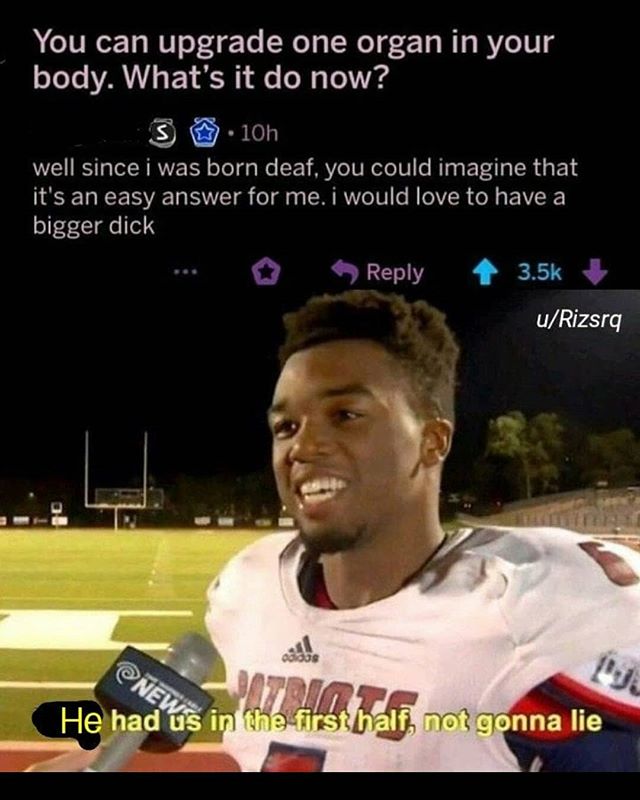 You can upgrade one organ in your
body. What's it do now?
S • 10h
well since i was born deaf, you could imagine that
it's an easy answer for me. i would love to have a
bigger dick
... Reply 3.5k
u/Rizsrq
adidas
NEWS
PATRIOTS
He had us in the first half, not gonna lie